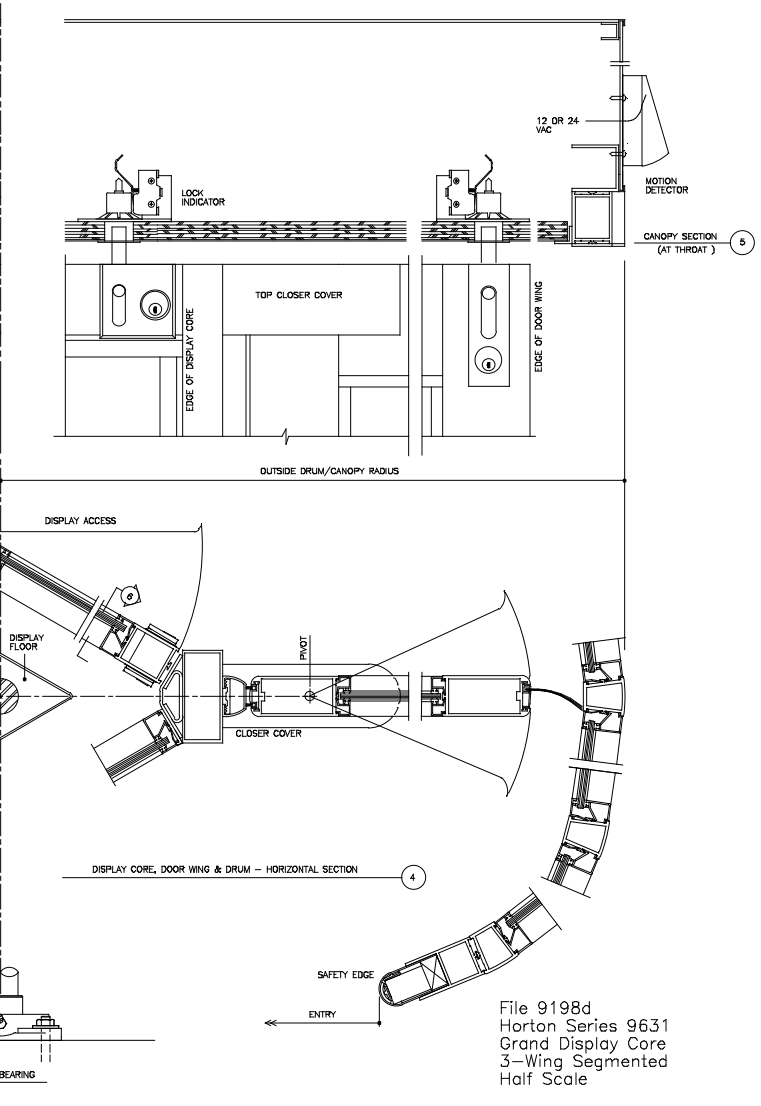 12 OR 24
VAC
LOCK
INDICATOR
MOTION
DETECTOR
CANOPY SECTION
(AT THROAT )
5
TOP CLOSER COVER
EDGE OF DISPLAY CORE
EDGE OF DOOR WING
OUTSIDE DRUM/CANOPY RADIUS
DISPLAY ACCESS
6
DISPLAY
FLOOR
PIVOT
CLOSER COVER
DISPLAY CORE, DOOR WING & DRUM – HORIZONTAL SECTION
4
SAFETY EDGE
ENTRY
BEARING
File 9198d
Horton Series 9631
Grand Display Core
3–Wing Segmented
Half Scale